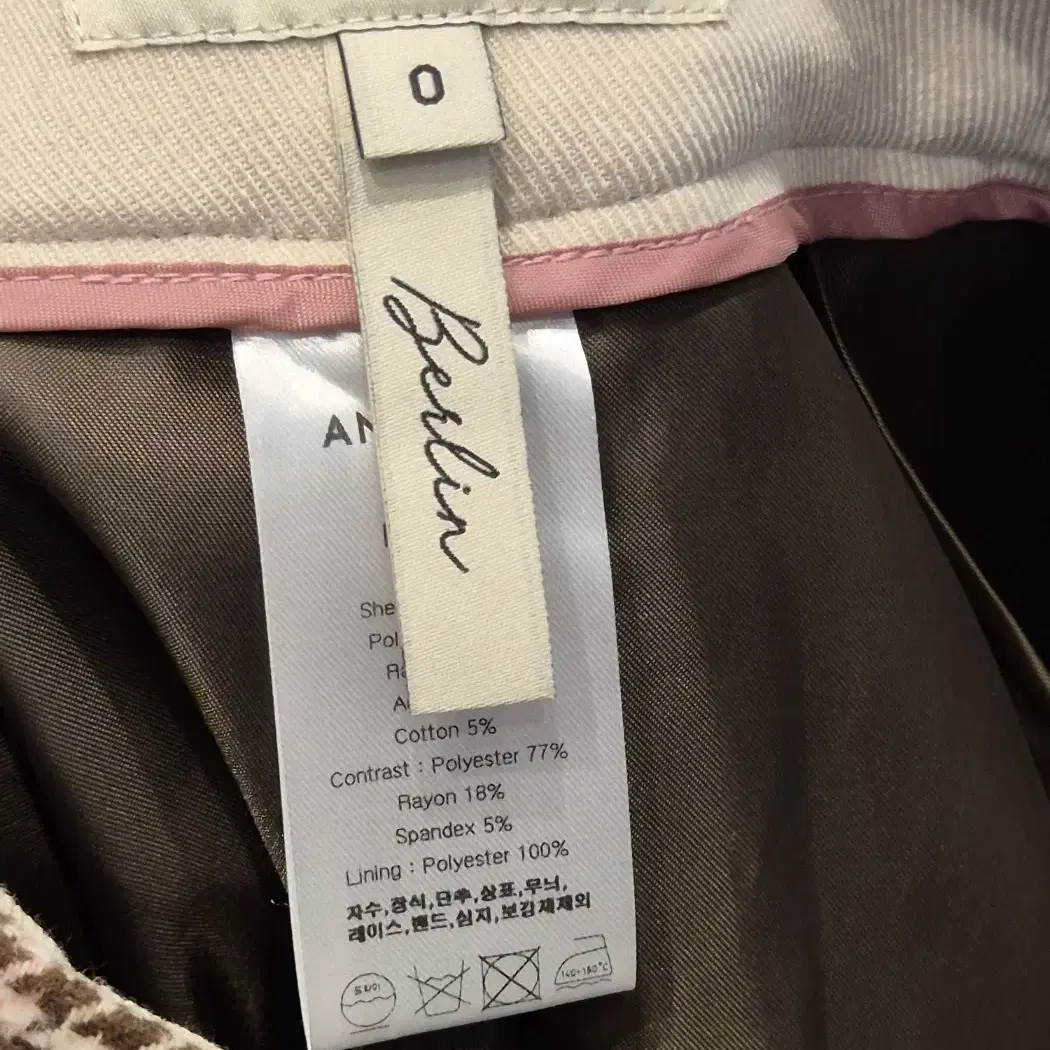 0
Berlin
AN
She
Pol
Cotton 5%
Contrast : Polyester 77%
Rayon 18%
Spandex 5%
Lining : Polyester 100%
자수,장식,단추,상표,무늬,
레이스,밴드,심지,보강재제외
140~160°C